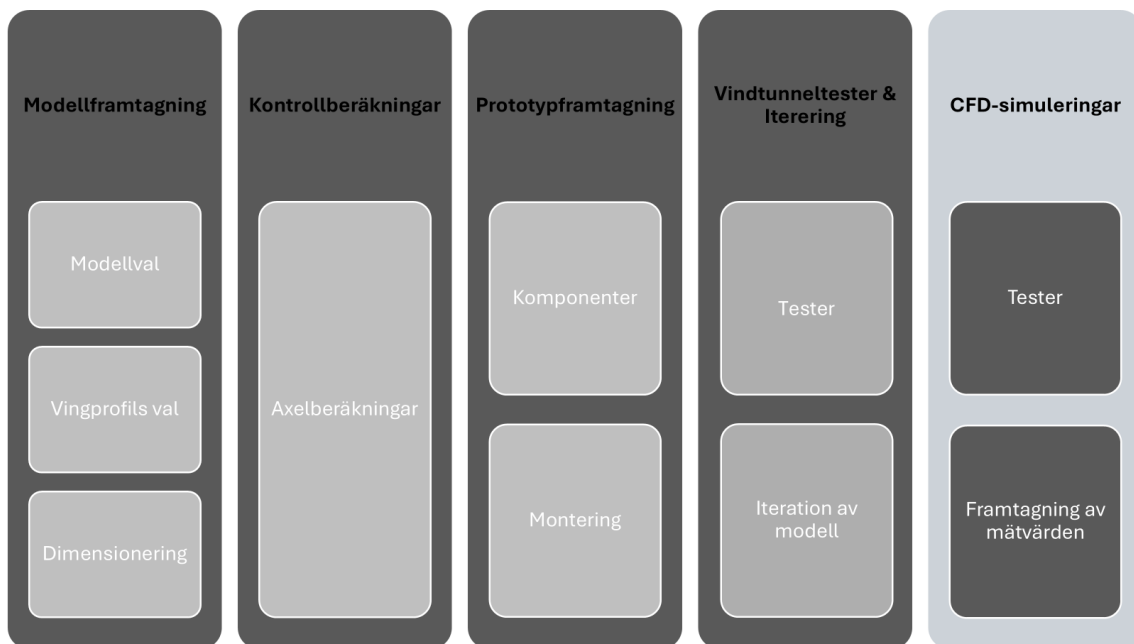 Modellframtagning
Modellval
Vingprofils val
Dimensionering
Kontrollberäkningar
Axelberäkningar
Prototypframtagning
Komponenter
Montering
Vindtunneltester &
Iterering
Tester
Iteration av
modell
CFD-simuleringar
Tester
Framtagning av
mätvärden